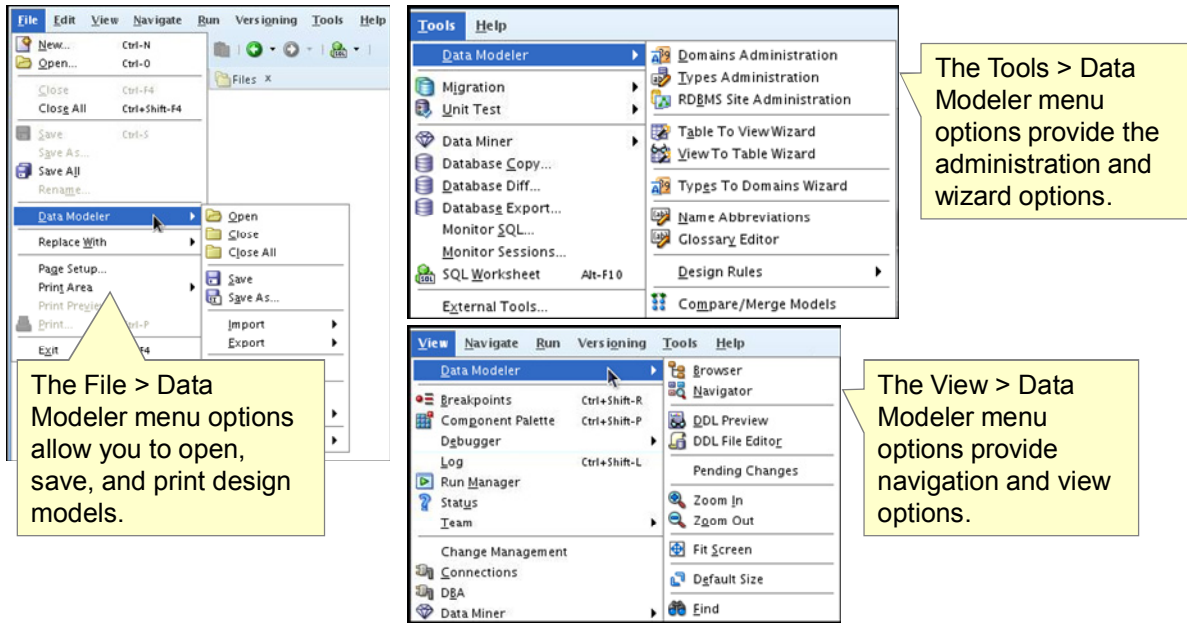 File Edit View Navigate Run Versioning Tools Help
New... Ctrl-N
Open... Ctrl-O
Files x
Close Ctrl-F4
Close All Ctrl+Shift-F4
Save Ctrl-S
Save As...
Save All
Rename...
Data Modeler
Replace With
Page Setup...
Print Area
Print
Print... Ctrl-P
Exit F4
Open
Close
Close All
Save
Save As...
Import
Export
The File > Data
Modeler menu options
allow you to open,
save, and print design
models.
Tools Help
Data Modeler
Migration
Unit Test
Data Miner
Database Copy...
Database Diff...
Database Export...
Monitor SQL...
Monitor Sessions...
SQL Worksheet Alt-F10
External Tools...
Domains Administration
Types Administration
RDBMS Site Administration
Table To View Wizard
View To Table Wizard
Types To Domains Wizard
Name Abbreviations
Glossary Editor
Design Rules
Compare/Merge Models
The Tools > Data
Modeler menu
options provide the
administration and
wizard options.
View Navigate Run Versioning Tools Help
Data Modeler
Breakpoints Ctrl+Shift-R
Component Palette Ctrl+Shift-P
Debugger
Log Ctrl+Shift-L
Run Manager
Status
Team
Change Management
Connections
DBA
Data Miner
Browser
Navigator
DDL Preview
DDL File Editor
Pending Changes
Zoom In
Zoom Out
Fit Screen
Default Size
Find
The View > Data
Modeler menu
options provide
navigation and view
options.